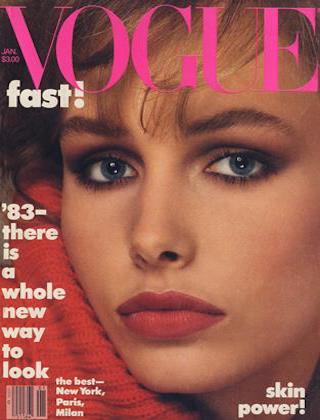 VOGUE
JAN.
$3.00
fast!
'83–
there
is
a
whole
new
way
to
look
the best—
New York,
Paris,
Milan
skin
power!